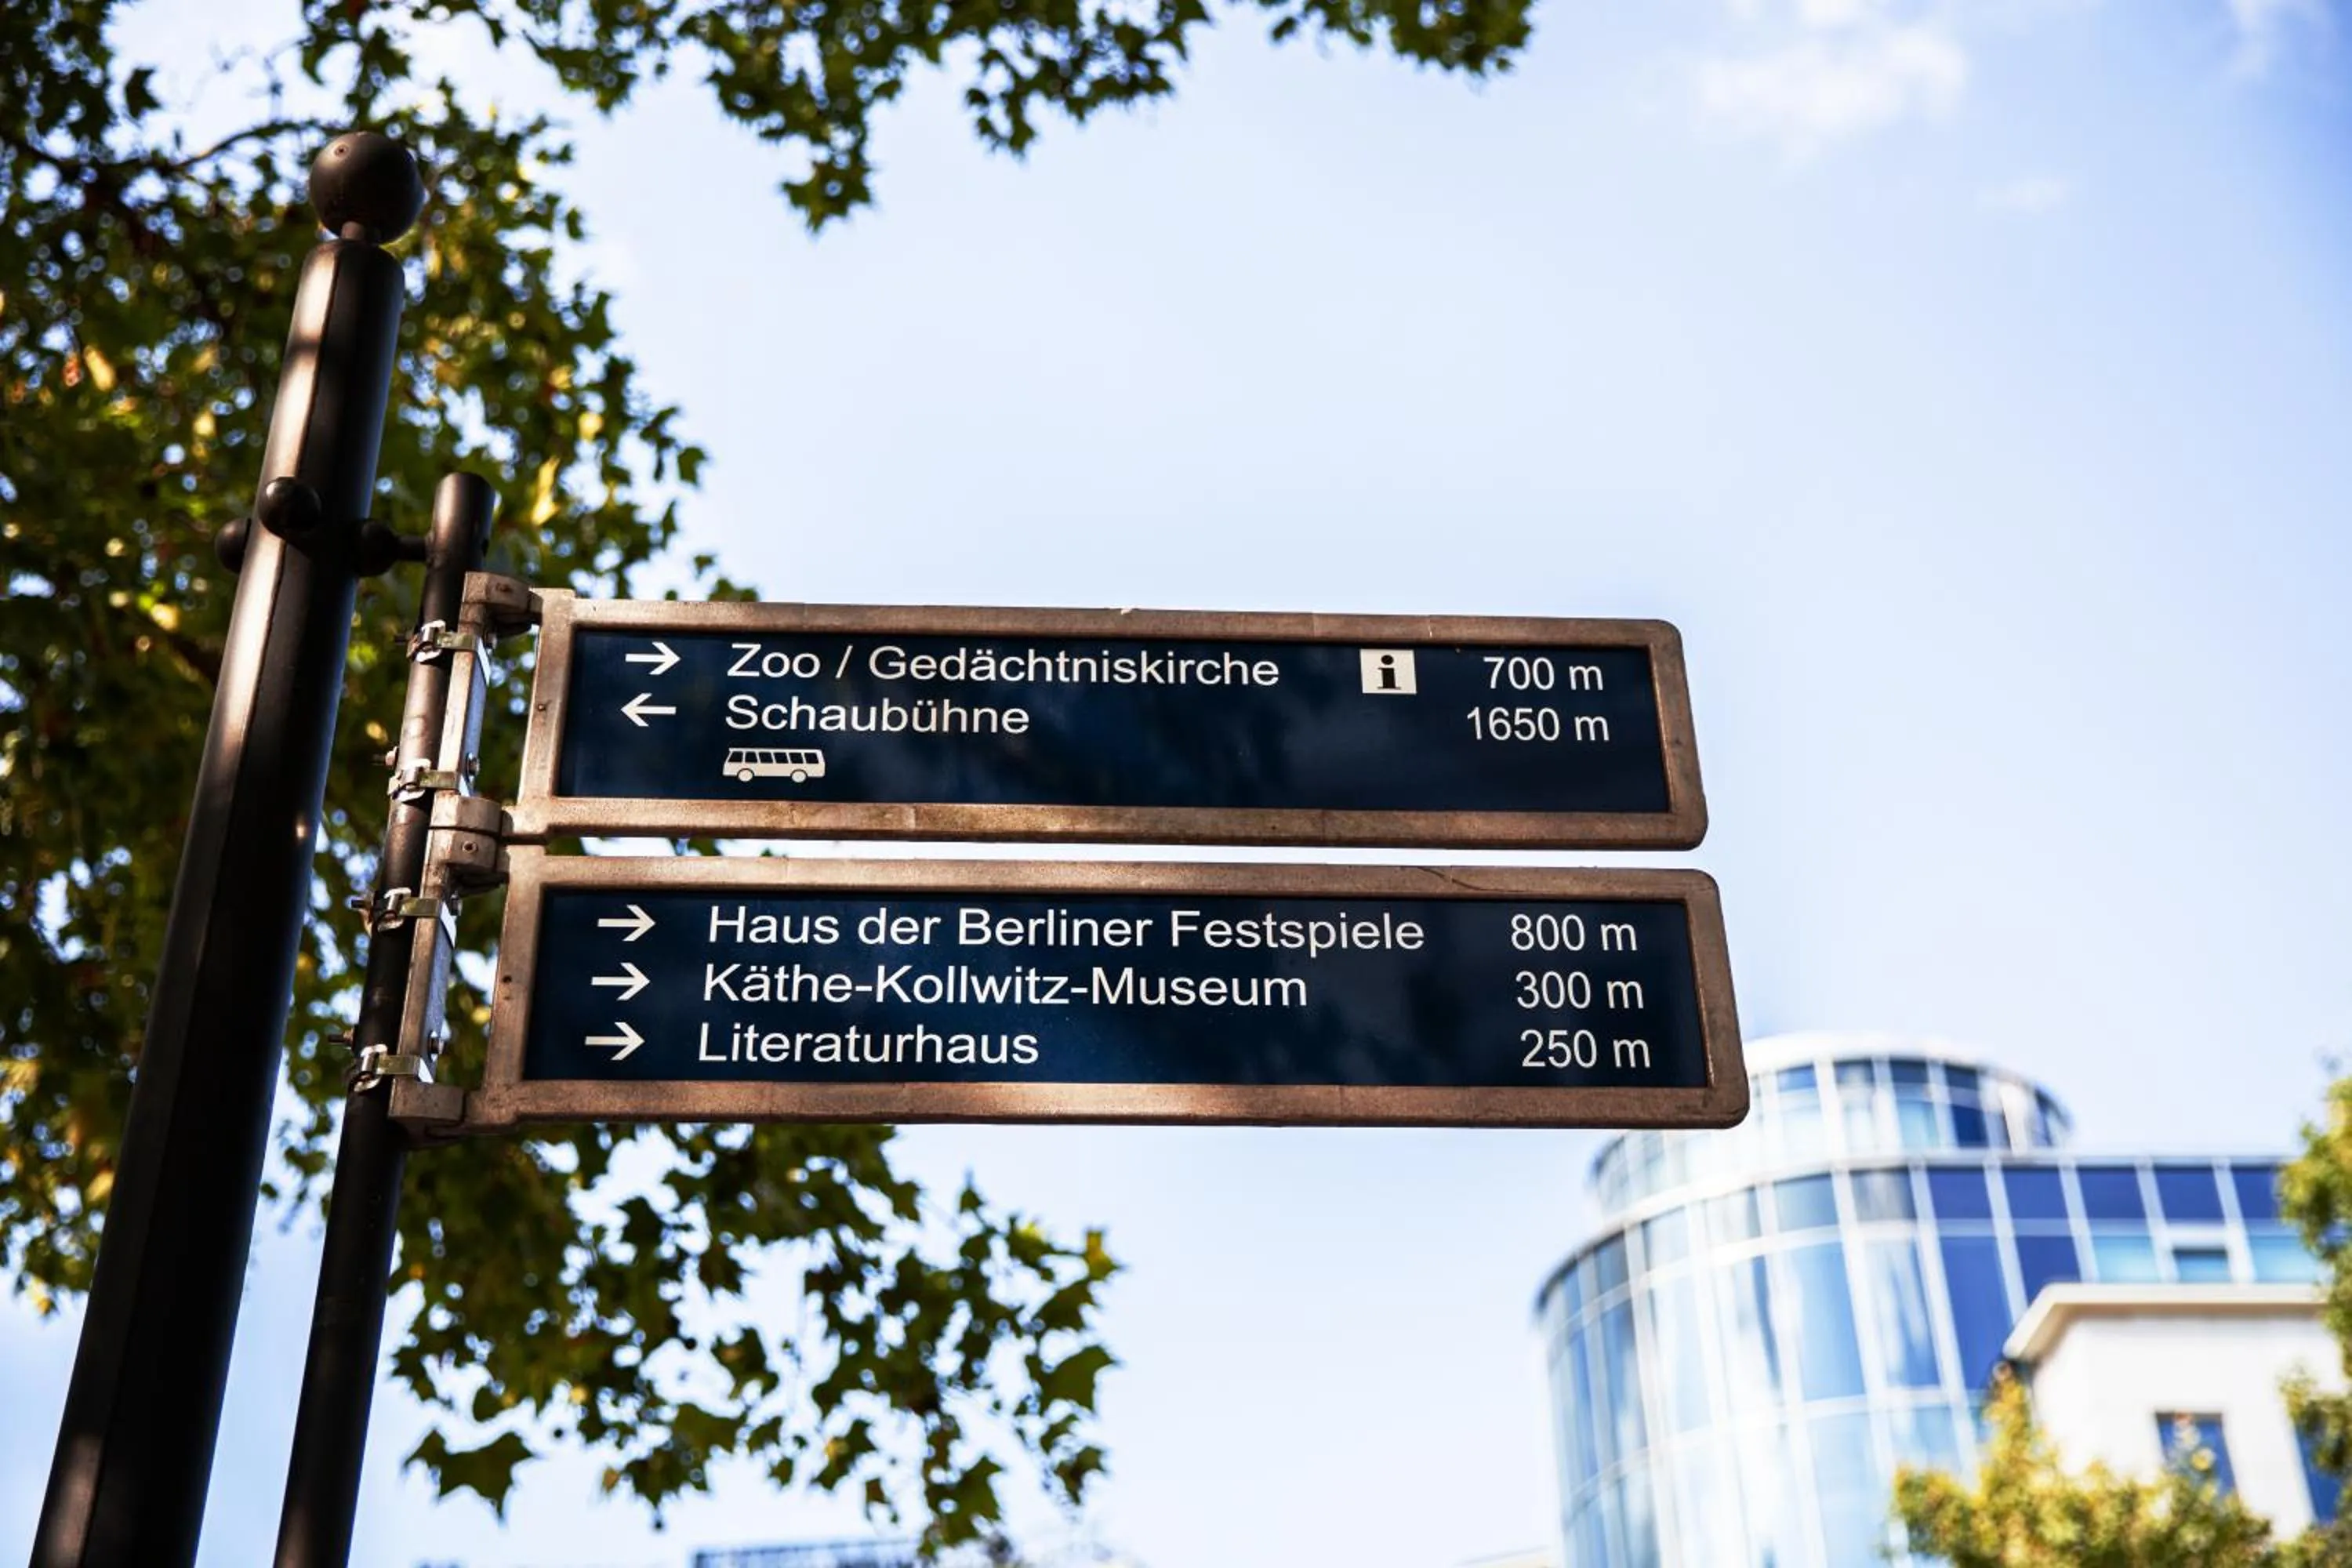 → Zoo / Gedächtniskirche i 700 m
← Schaubühne 1650 m
→ Haus der Berliner Festspiele 800 m
→ Käthe-Kollwitz-Museum 300 m
→ Literaturhaus 250 m